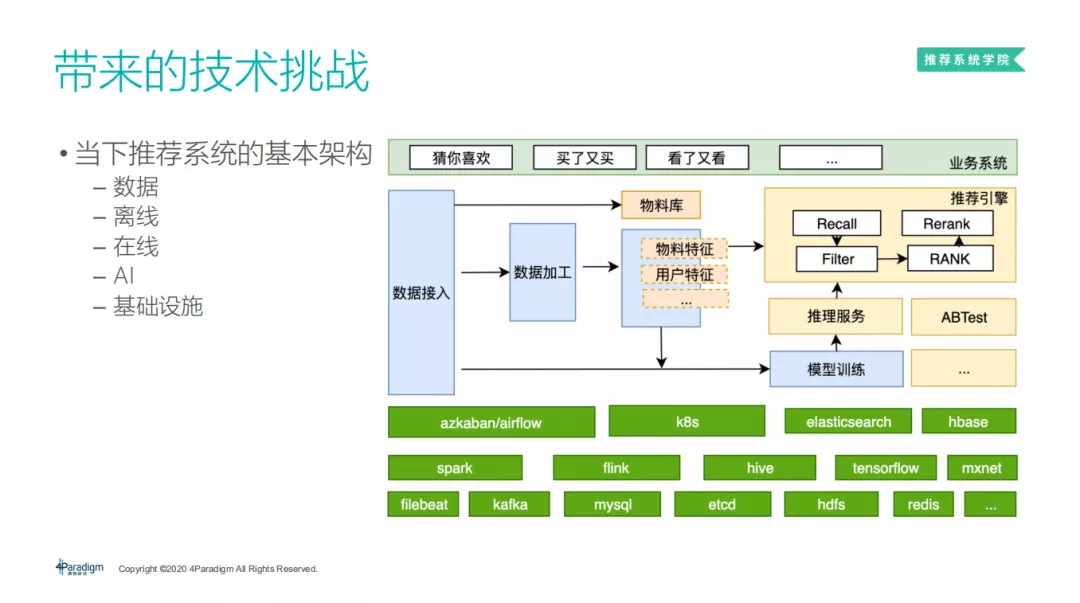 带来的技术挑战
推荐系统学院
• 当下推荐系统的基本架构
– 数据
– 离线
– 在线
– AI
– 基础设施
猜你喜欢
买了又买
看了又看
...
业务系统
数据接入
数据加工
物料库
物料特征
用户特征
...
推荐引擎
Recall
Rerank
Filter
RANK
推理服务
ABTest
模型训练
...
azkaban/airflow
k8s
elasticsearch
hbase
spark
flink
hive
tensorflow
mxnet
filebeat
kafka
mysql
etcd
hdfs
redis
...
4Paradigm
Copyright ©2020 4Paradigm All Rights Reserved.